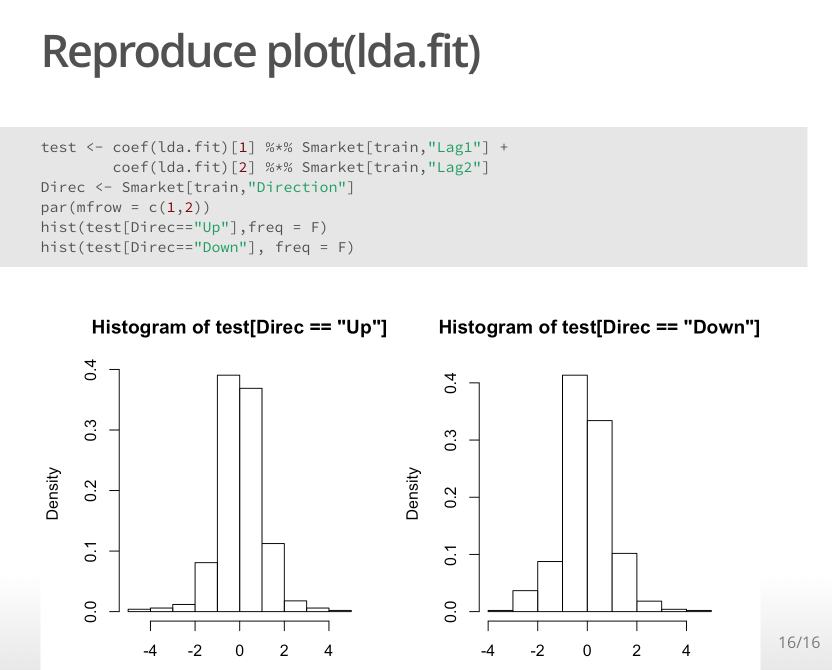 Reproduce plot(lda.fit)
test <- coef(lda.fit)[1] %*% Smarket[train,"Lag1"] +
        coef(lda.fit)[2] %*% Smarket[train,"Lag2"]
Direc <- Smarket[train,"Direction"]
par(mfrow = c(1,2))
hist(test[Direc=="Up"],freq = F)
hist(test[Direc=="Down"], freq = F)
Histogram of test[Direc == "Up"]
Density
0.4
0.3
0.2
0.1
0.0
-4 -2 0 2 4
Histogram of test[Direc == "Down"]
Density
0.4
0.3
0.2
0.1
0.0
-4 -2 0 2 4
16/16